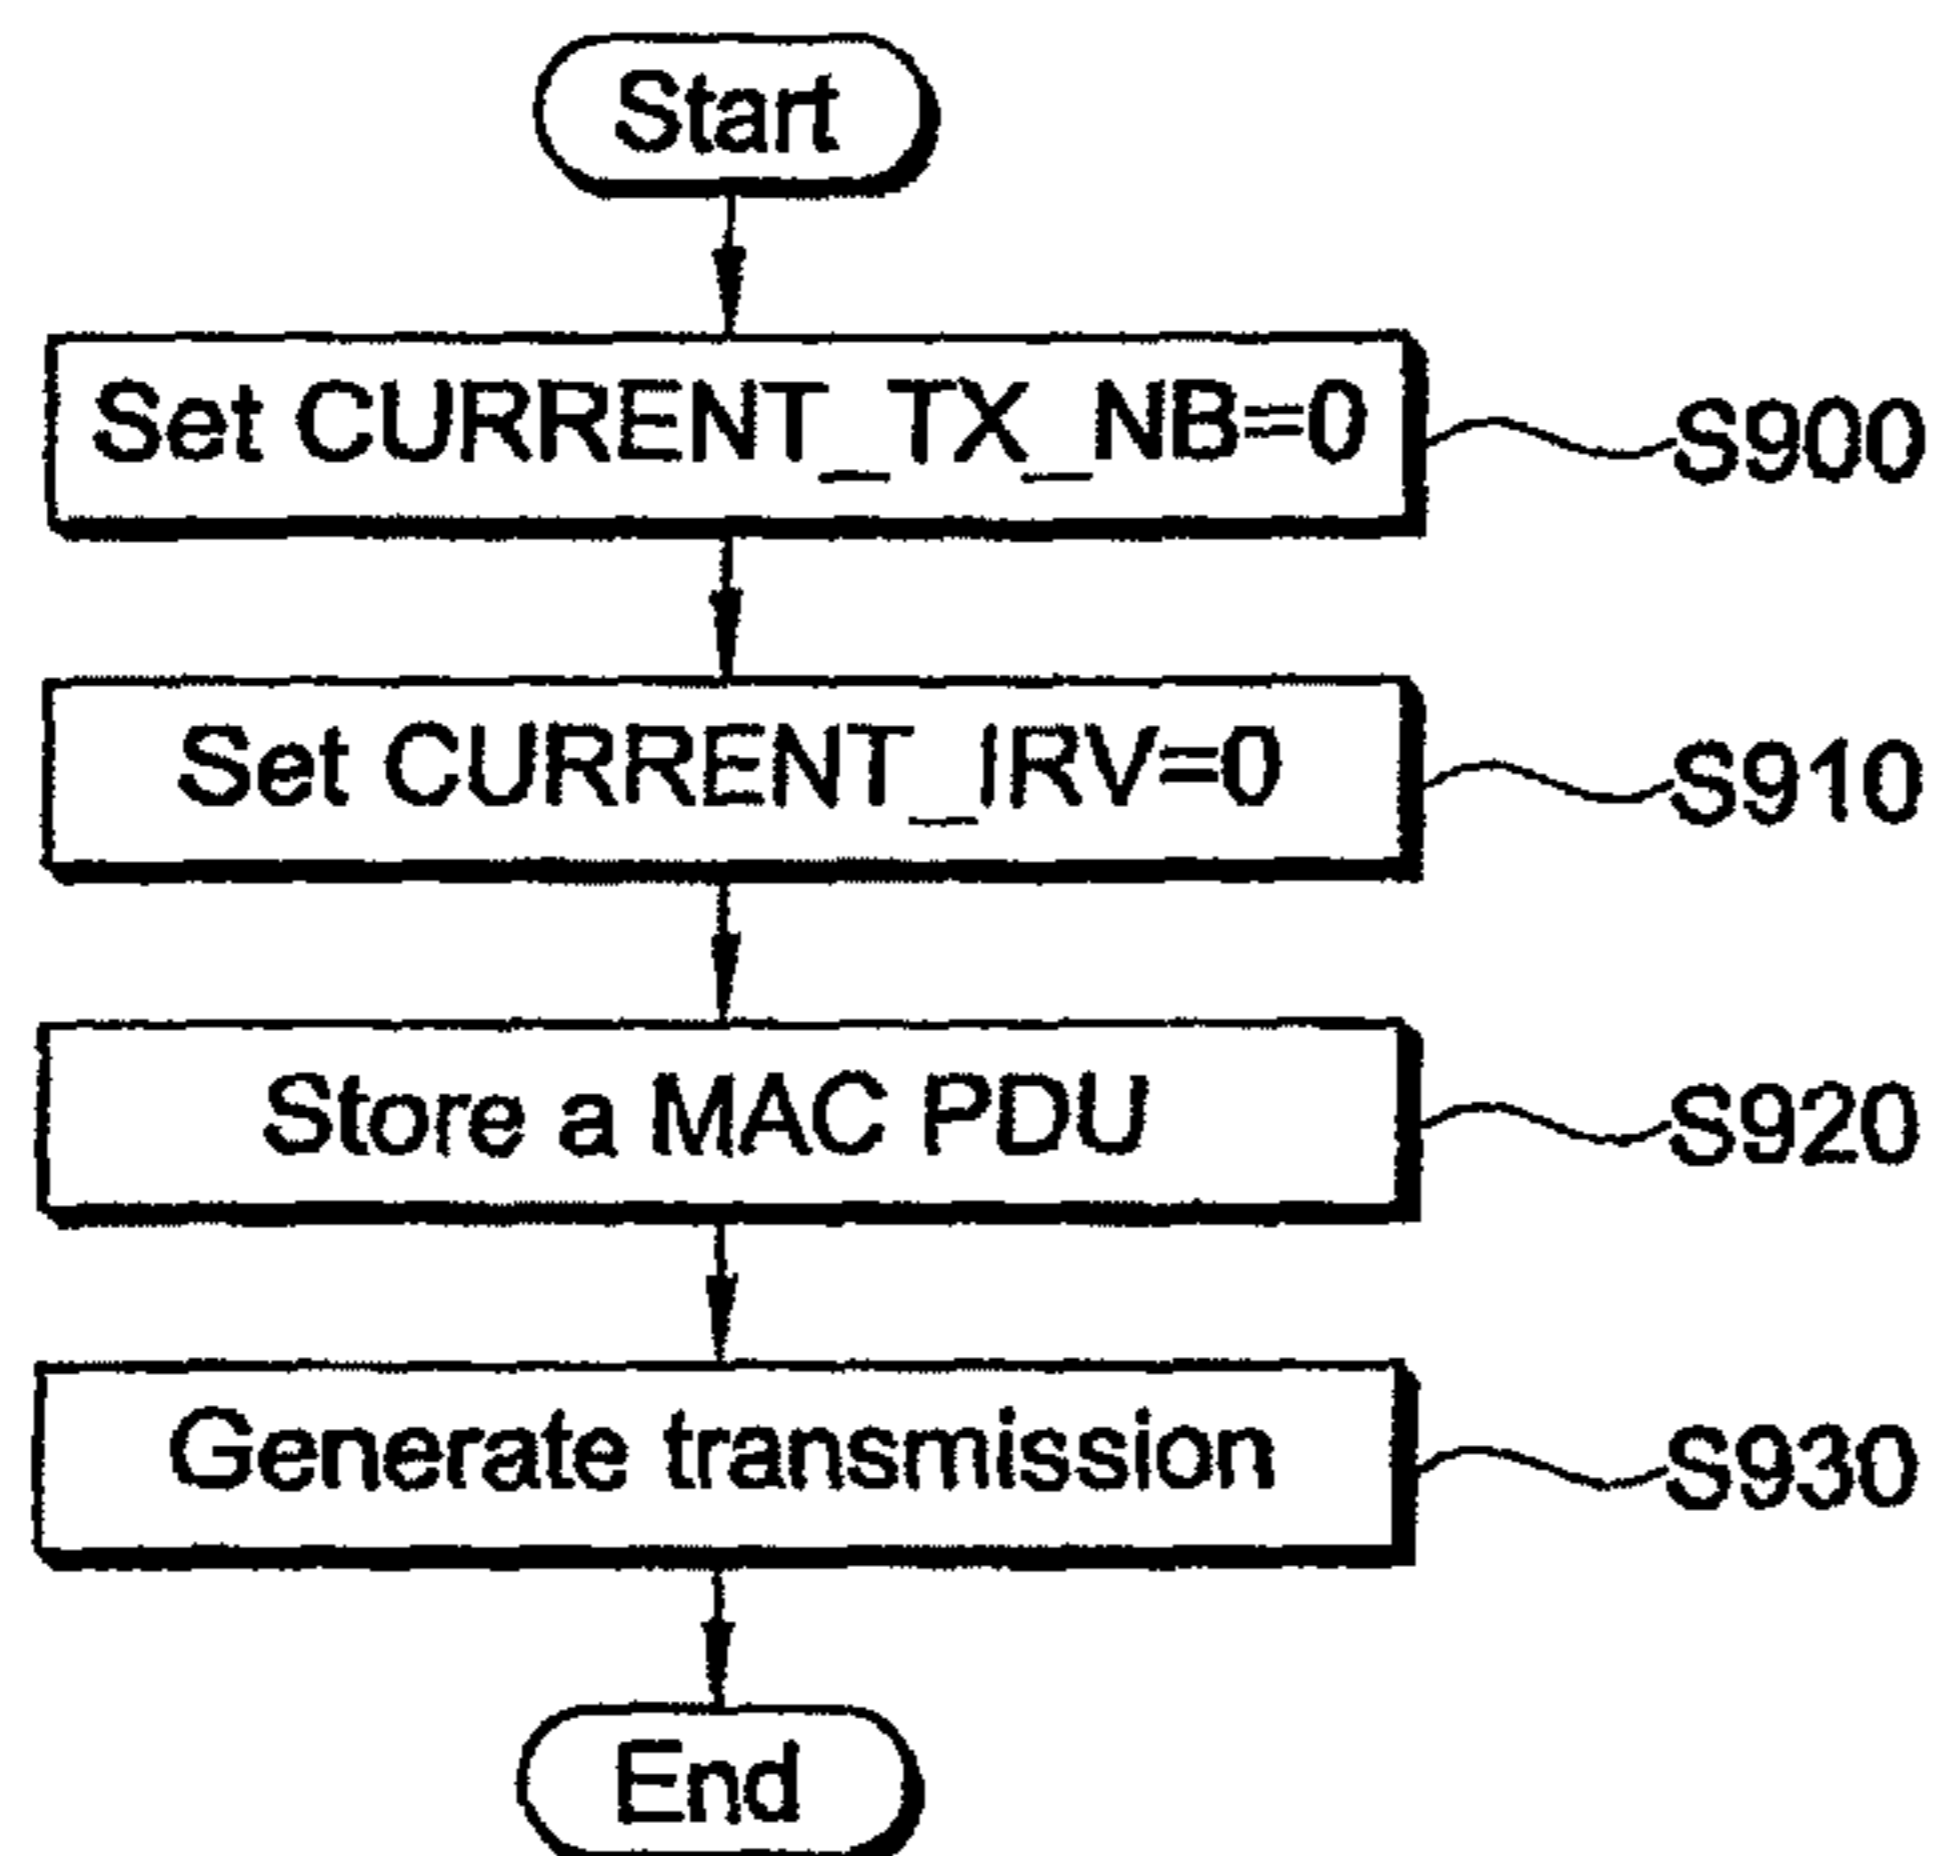 Start
Set CURRENT_TX_NB=0
S900
Set CURRENT_IRV=0
S910
Store a MAC PDU
S920
Generate transmission
S930
End